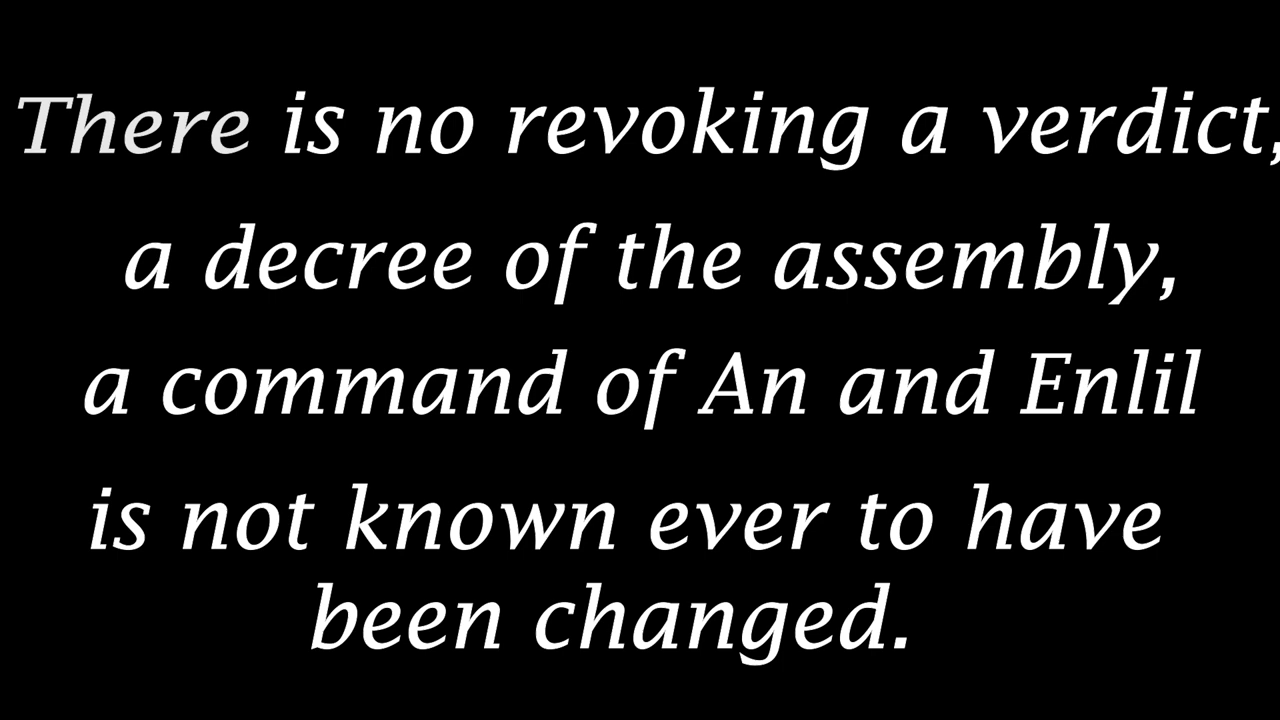 There is no revoking a verdict,
a decree of the assembly,
a command of An and Enlil
is not known ever to have
been changed.